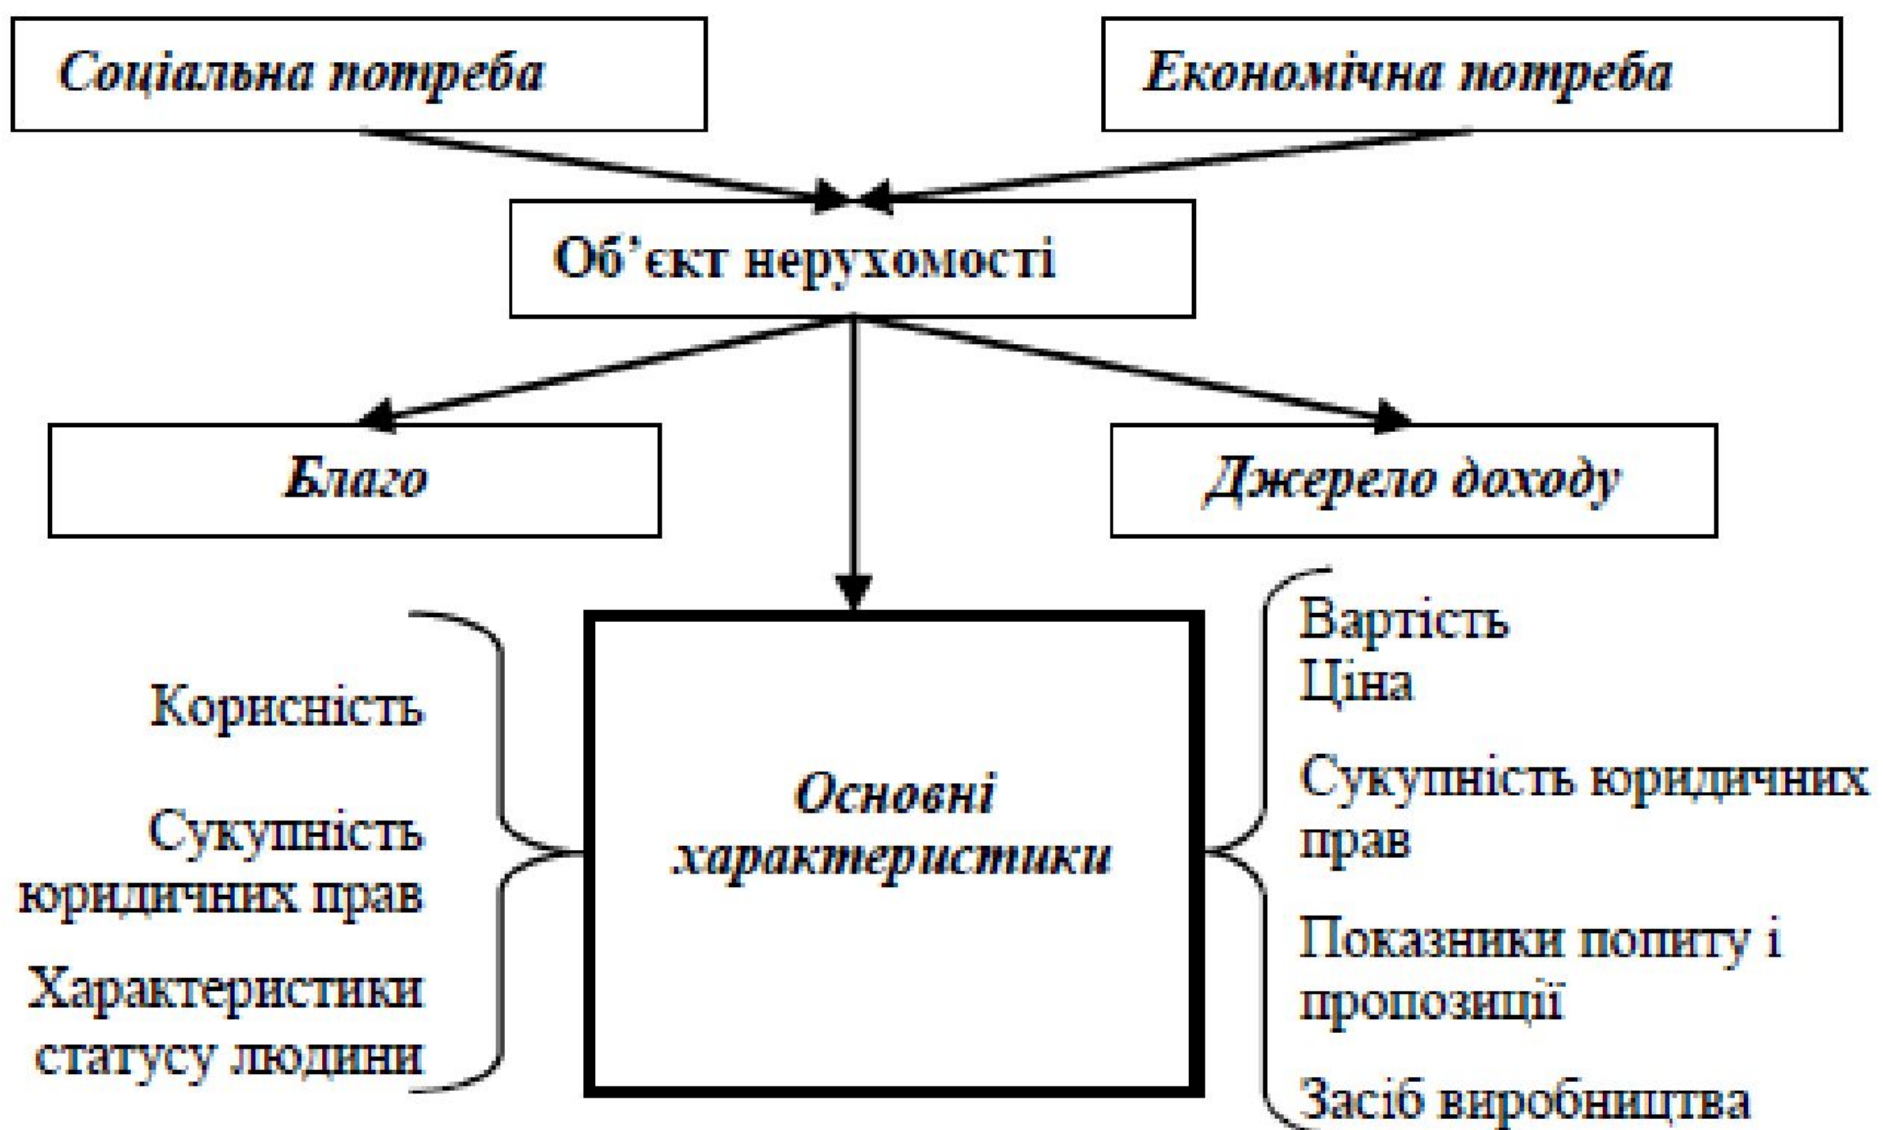 Соціальна потреба
Економічна потреба
Об’єкт нерухомості
Благо
Джерело доходу
Корисність
Сукупність
юридичних прав
Характеристики
статусу людини
Основні
характеристики
Вартість
Ціна
Сукупність юридичних
прав
Показники попиту і
пропозиції
Засіб виробництва